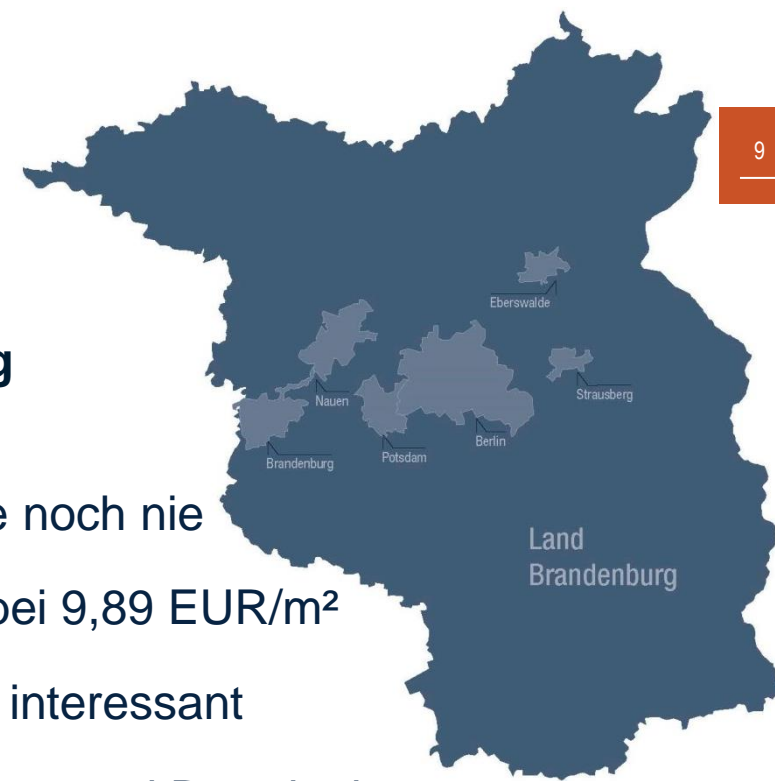 9
Eberswalde
Nauen
Strausberg
Brandenburg
Potsdam
Berlin
g
noch nie
bei 9,89 EUR/m²
interessant
Land
Brandenburg